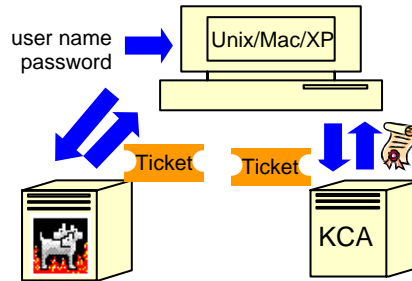 user name
password
Unix/Mac/XP
Ticket
Ticket
KCA